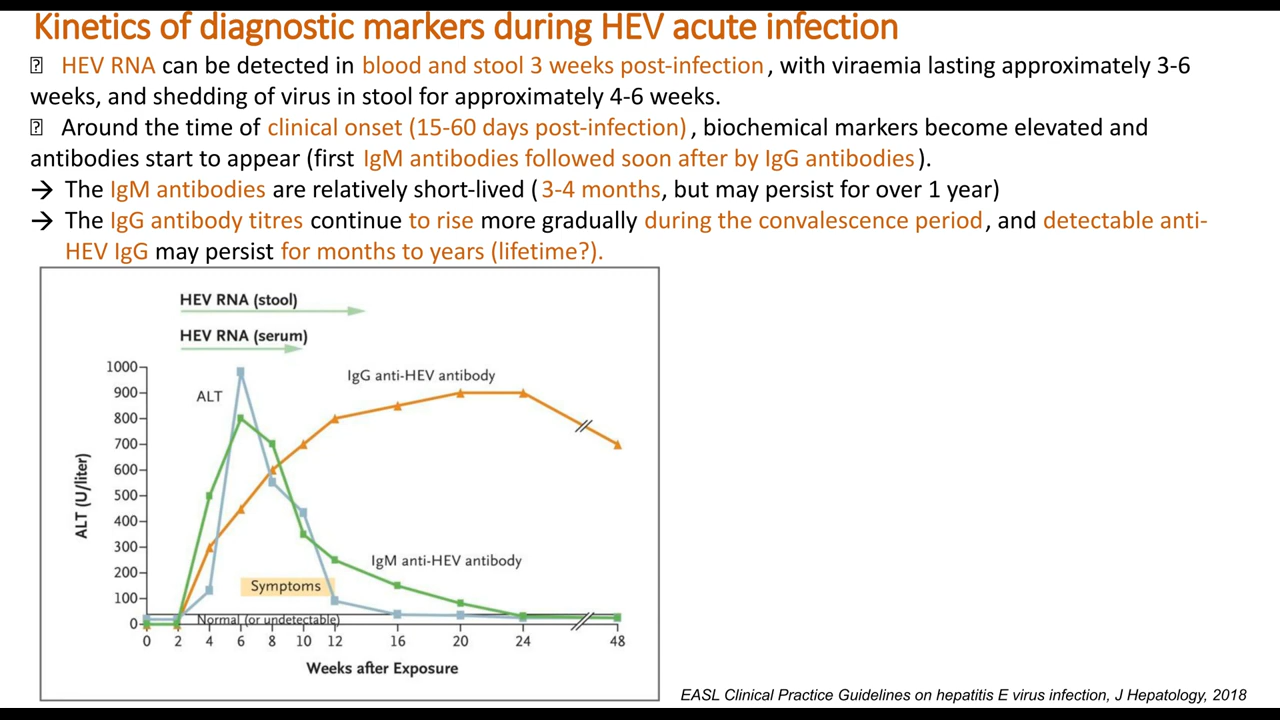 Kinetics of diagnostic markers during HEV acute infection
HEV RNA can be detected in blood and stool 3 weeks post-infection, with viraemia lasting approximately 3-6
weeks, and shedding of virus in stool for approximately 4-6 weeks.
Around the time of clinical onset (15-60 days post-infection), biochemical markers become elevated and
antibodies start to appear (first IgM antibodies followed soon after by IgG antibodies).
→ The IgM antibodies are relatively short-lived (3-4 months, but may persist for over 1 year)
→ The IgG antibody titres continue to rise more gradually during the convalescence period, and detectable anti-
HEV IgG may persist for months to years (lifetime?).
HEV RNA (stool)
HEV RNA (serum)
1000
900
800
700
600
500
400
300
200
100
0
ALT (U/liter)
ALT
IgG anti-HEV antibody
IgM anti-HEV antibody
Symptoms
Normal (or undetectable)
0 2 4 6 8 10 12 16 20 24 48
Weeks after Exposure
EASL Clinical Practice Guidelines on hepatitis E virus infection, J Hepatology, 2018